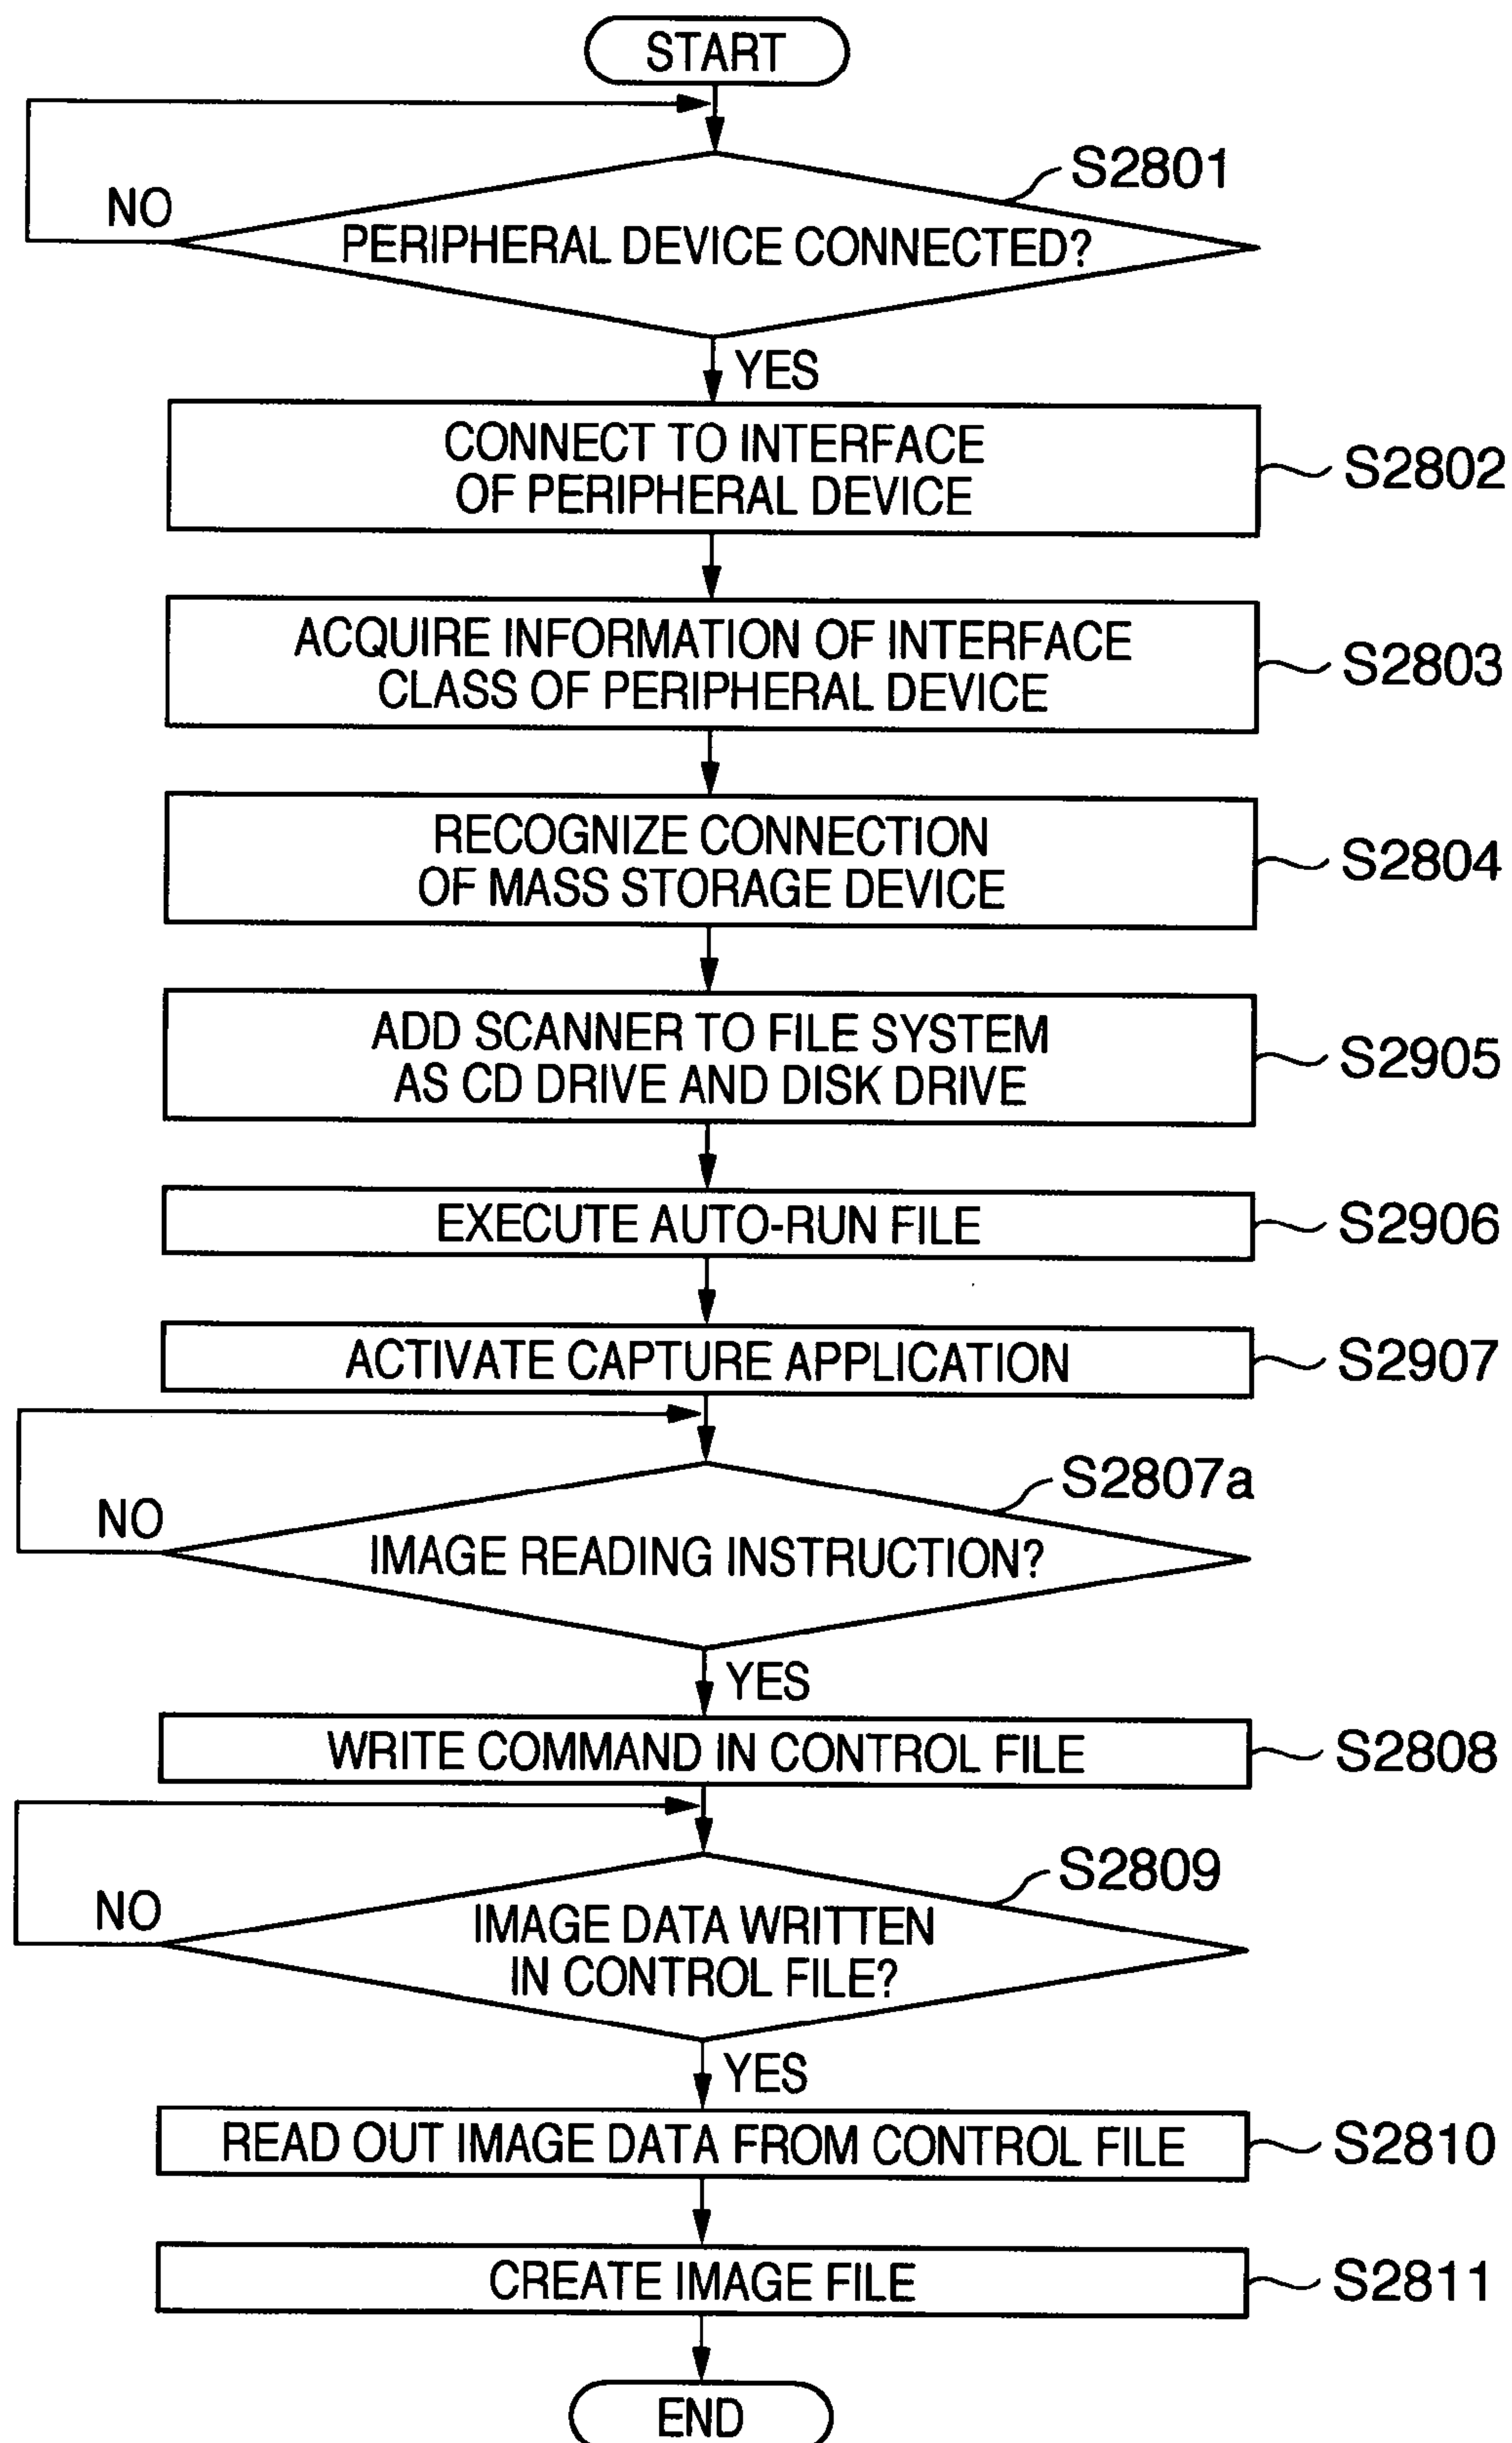 START
S2801
NO
PERIPHERAL DEVICE CONNECTED?
YES
CONNECT TO INTERFACE
OF PERIPHERAL DEVICE
S2802
ACQUIRE INFORMATION OF INTERFACE
CLASS OF PERIPHERAL DEVICE
S2803
RECOGNIZE CONNECTION
OF MASS STORAGE DEVICE
S2804
ADD SCANNER TO FILE SYSTEM
AS CD DRIVE AND DISK DRIVE
S2905
EXECUTE AUTO-RUN FILE
S2906
ACTIVATE CAPTURE APPLICATION
S2907
S2807a
NO
IMAGE READING INSTRUCTION?
YES
WRITE COMMAND IN CONTROL FILE
S2808
S2809
NO
IMAGE DATA WRITTEN
IN CONTROL FILE?
YES
READ OUT IMAGE DATA FROM CONTROL FILE
S2810
CREATE IMAGE FILE
S2811
END